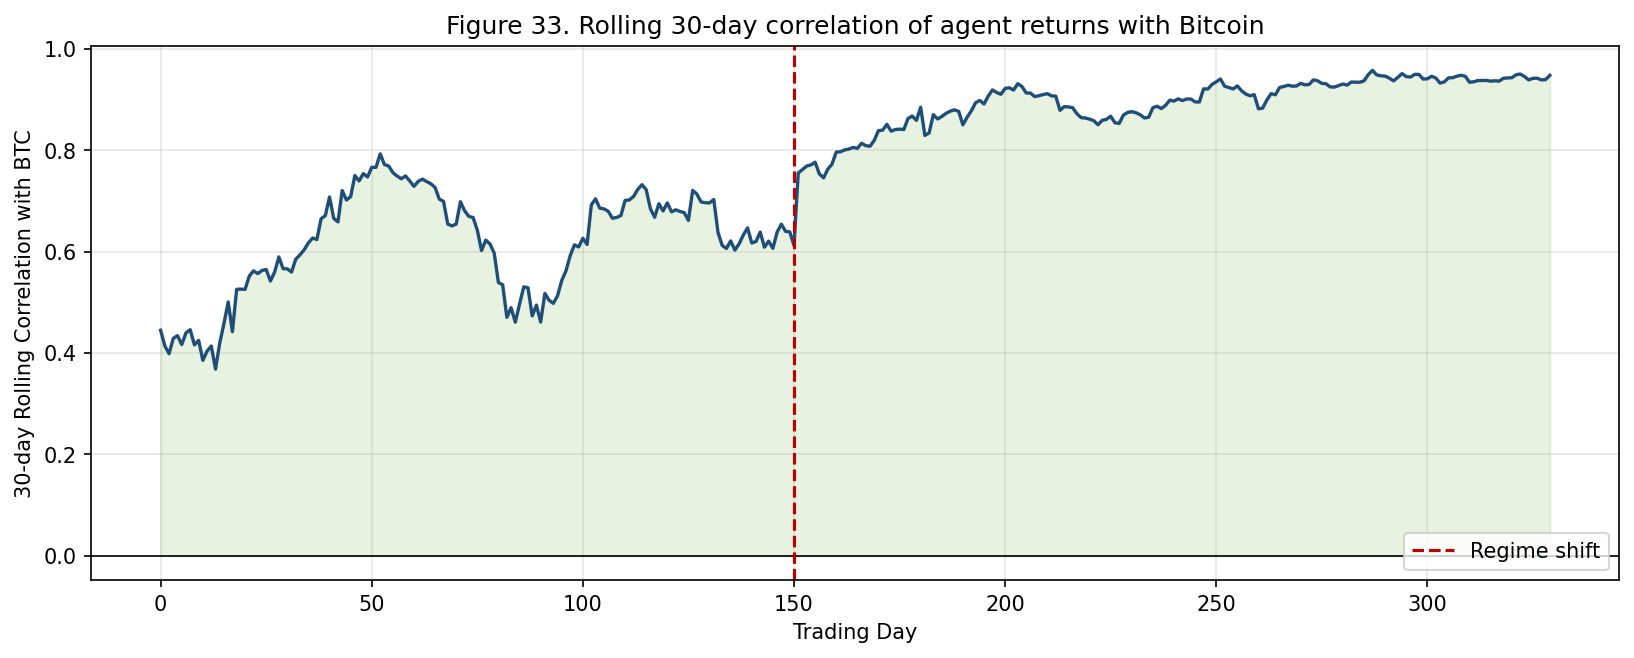 Figure 33. Rolling 30-day correlation of agent returns with Bitcoin
30-day Rolling Correlation with BTC
1.0
0.8
0.6
0.4
0.2
0.0
Regime shift
0 50 100 150 200 250 300
Trading Day